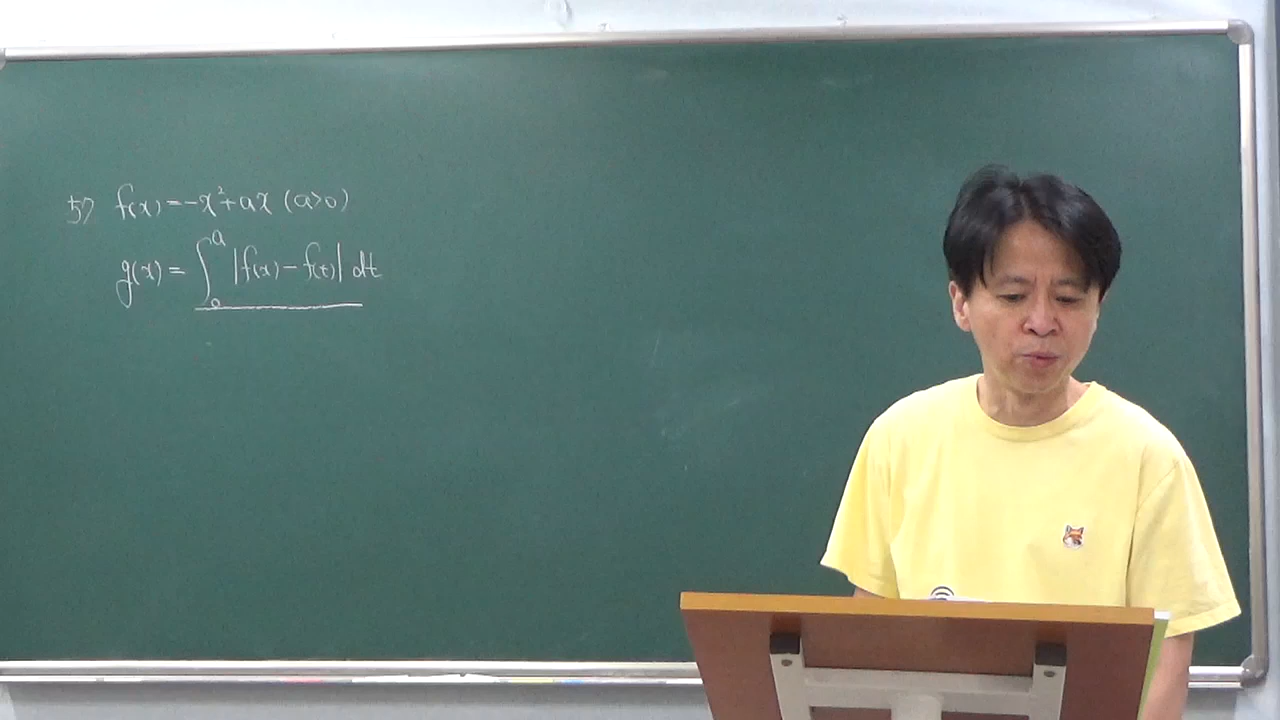 57 f(x)=-x²+ax (a>0)
g(x)=∫₀ᵃ |f(x)-f(t)| dt